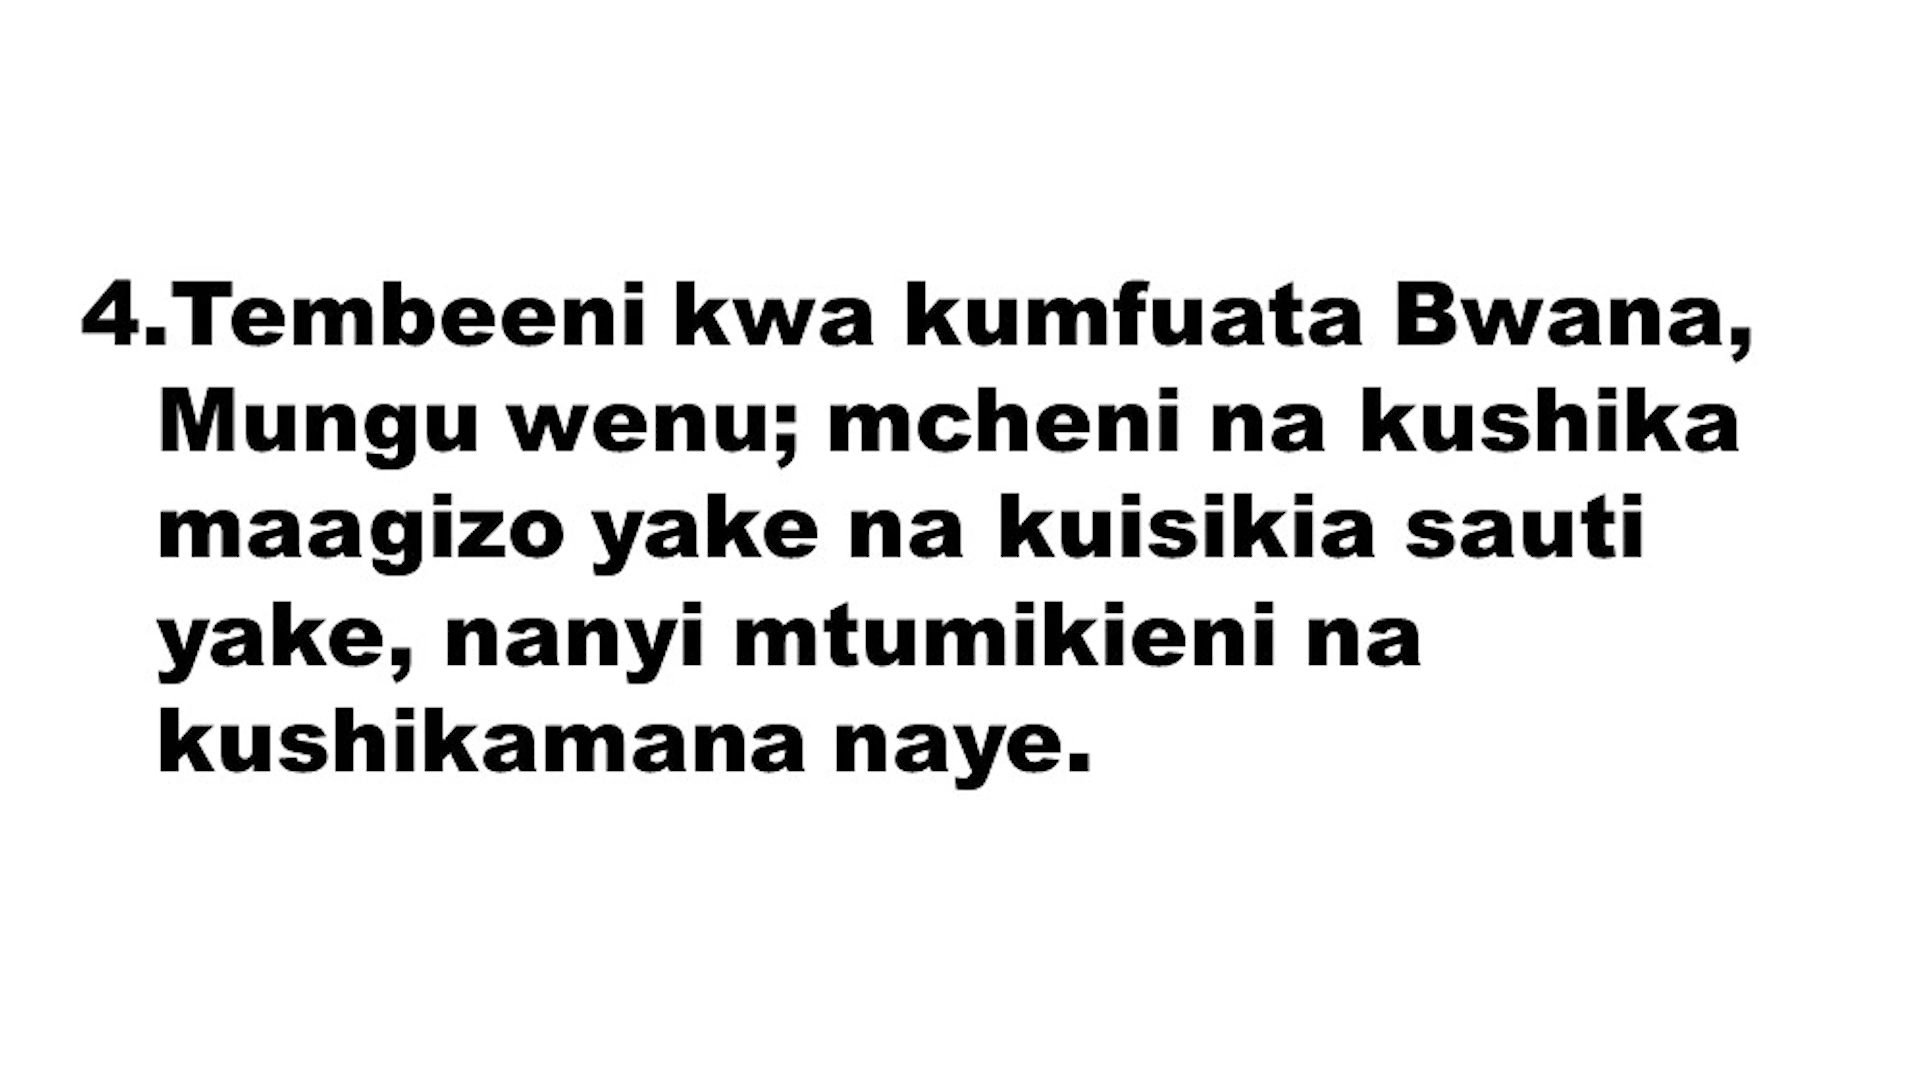 4.Tembeeni kwa kumfuata Bwana,
Mungu wenu; mcheni na kushika
maagizo yake na kuisikia sauti
yake, nanyi mtumikieni na
kushikamana naye.